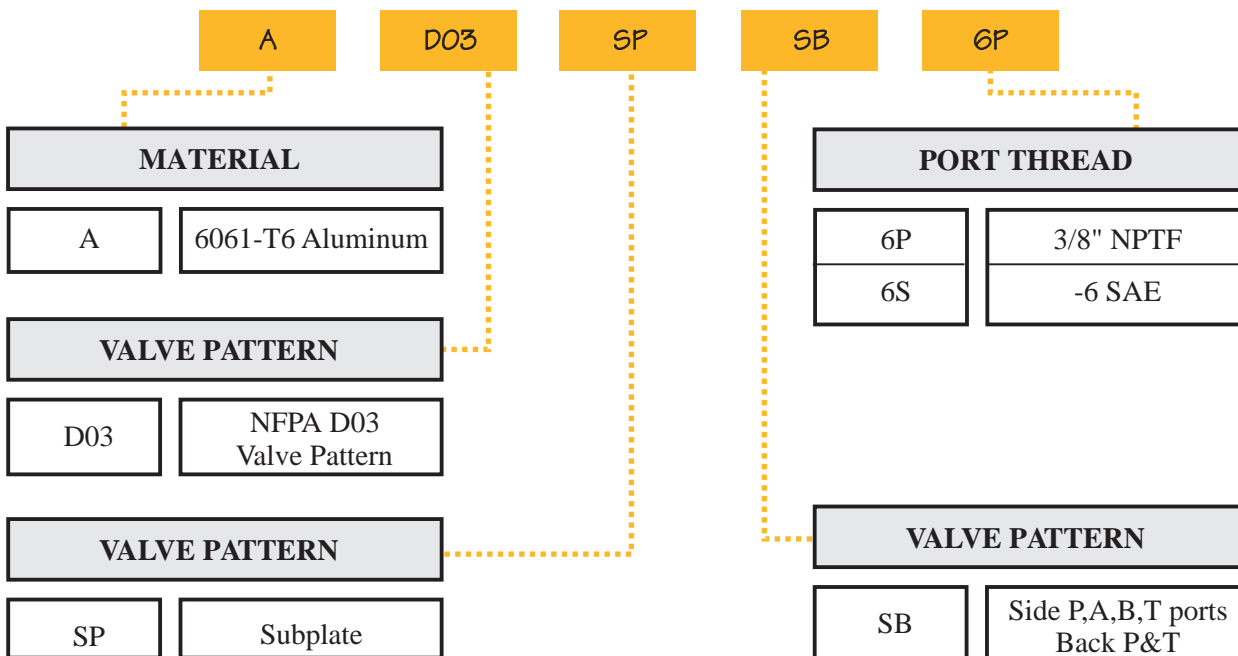 A D03 SP SB 6P
MATERIAL
A 6061-T6 Aluminum
VALVE PATTERN
D03 NFPA D03
Valve Pattern
VALVE PATTERN
SP Subplate
PORT THREAD
6P 3/8" NPTF
6S -6 SAE
VALVE PATTERN
SB Side P,A,B,T ports
Back P&T